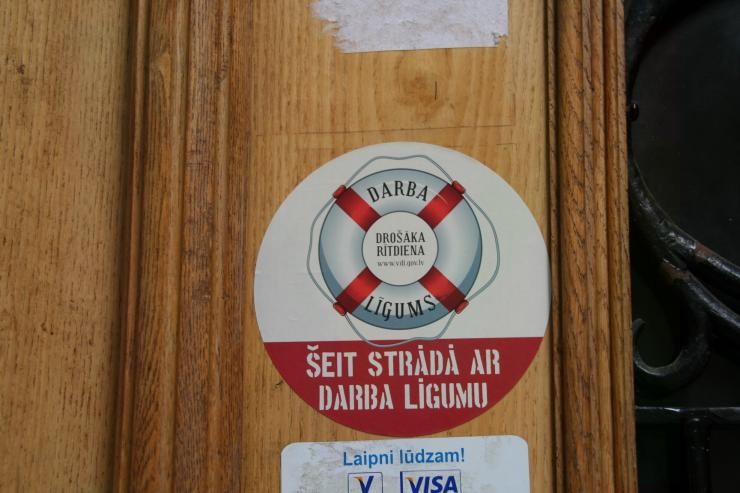 DARBA
DROŠĀKA
RĪTDIENA
www.vdi.gov.lv
LĪGUMS
ŠEIT STRĀDĀ AR
DARBA LĪGUMU
Laipni lūdzam!
V VISA